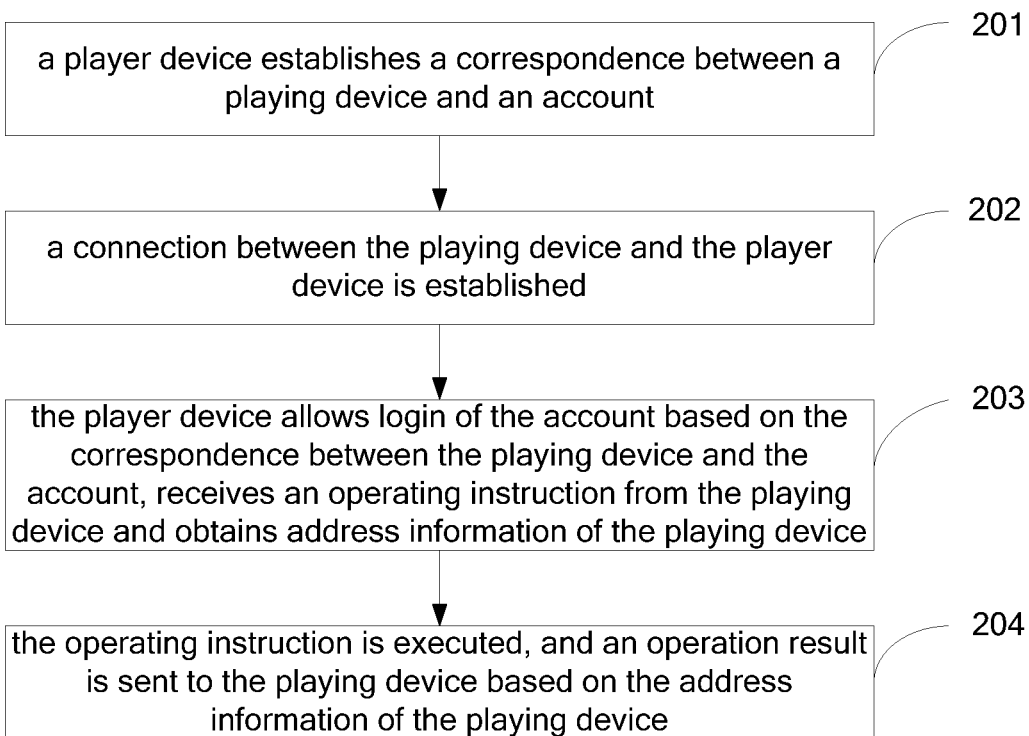 201
a player device establishes a correspondence between a
playing device and an account
202
a connection between the playing device and the player
device is established
203
the player device allows login of the account based on the
correspondence between the playing device and the
account, receives an operating instruction from the playing
device and obtains address information of the playing device
204
the operating instruction is executed, and an operation result
is sent to the playing device based on the address
information of the playing device